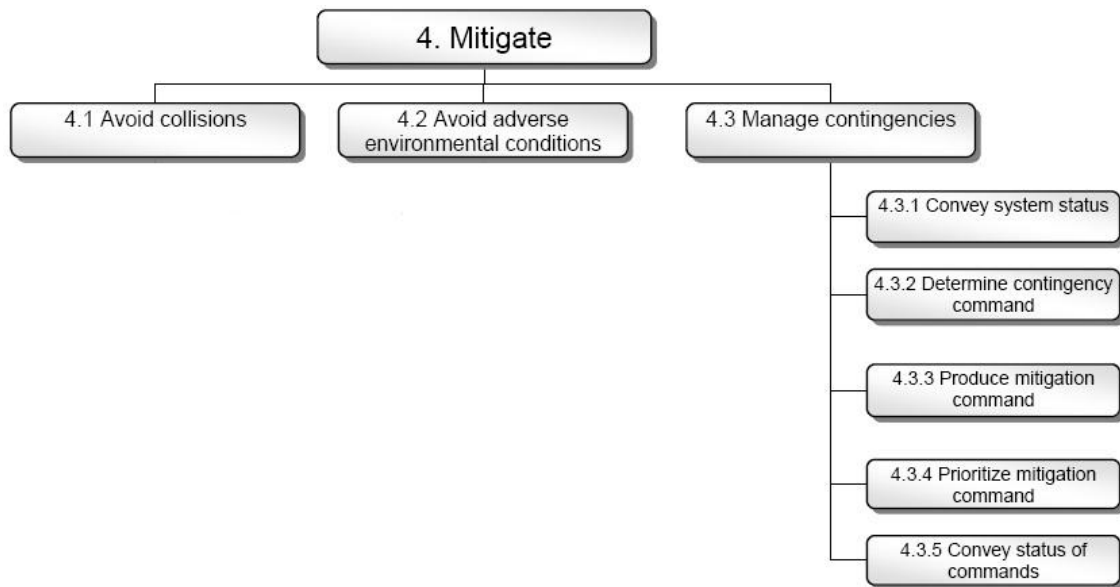 4. Mitigate
4.1 Avoid collisions
4.2 Avoid adverse
environmental conditions
4.3 Manage contingencies
4.3.1 Convey system status
4.3.2 Determine contingency
command
4.3.3 Produce mitigation
command
4.3.4 Prioritize mitigation
command
4.3.5 Convey status of
commands